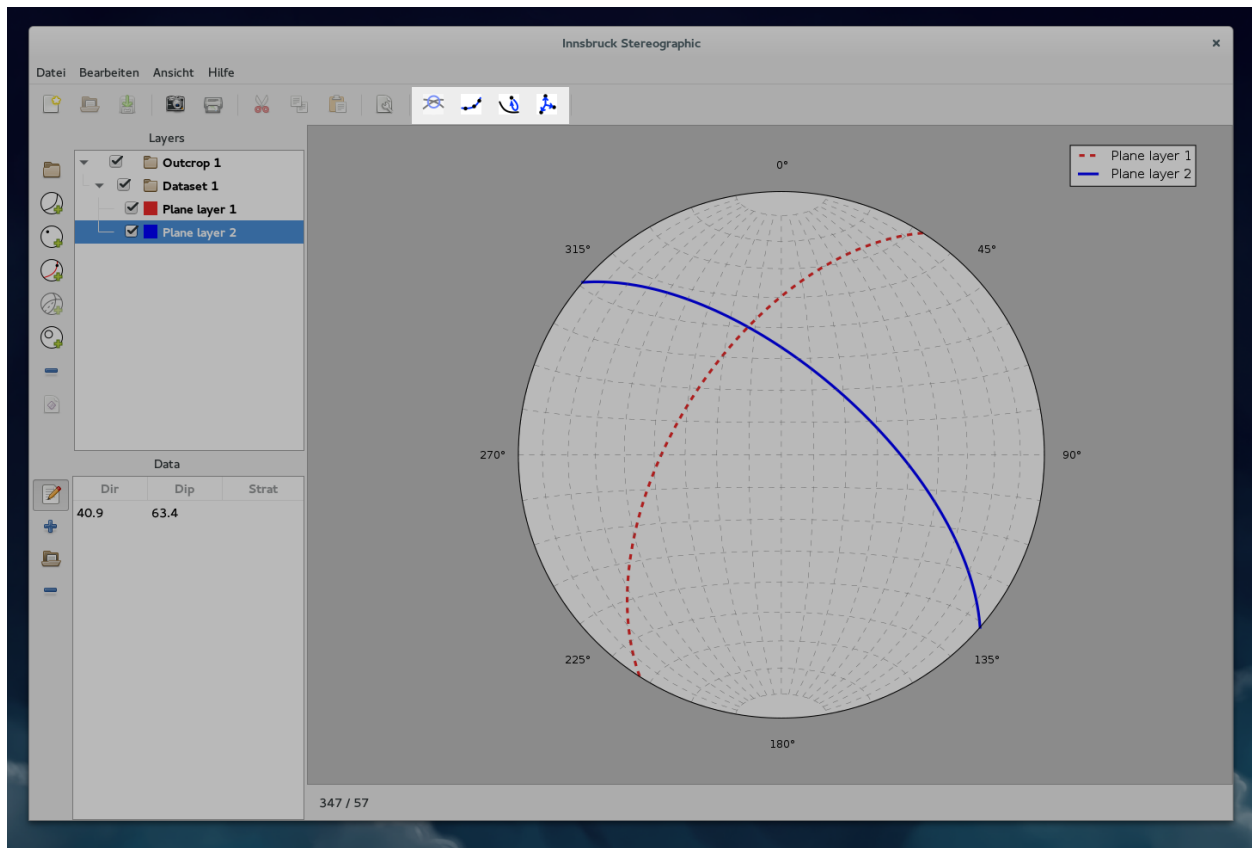 Innsbruck Stereographic
×
Datei Bearbeiten Ansicht Hilfe
Layers
Outcrop 1
Dataset 1
Plane layer 1
Plane layer 2
Data
Dir Dip Strat
40.9 63.4
Plane layer 1
Plane layer 2
0°
315° 45°
270° 90°
225° 135°
180°
347 / 57